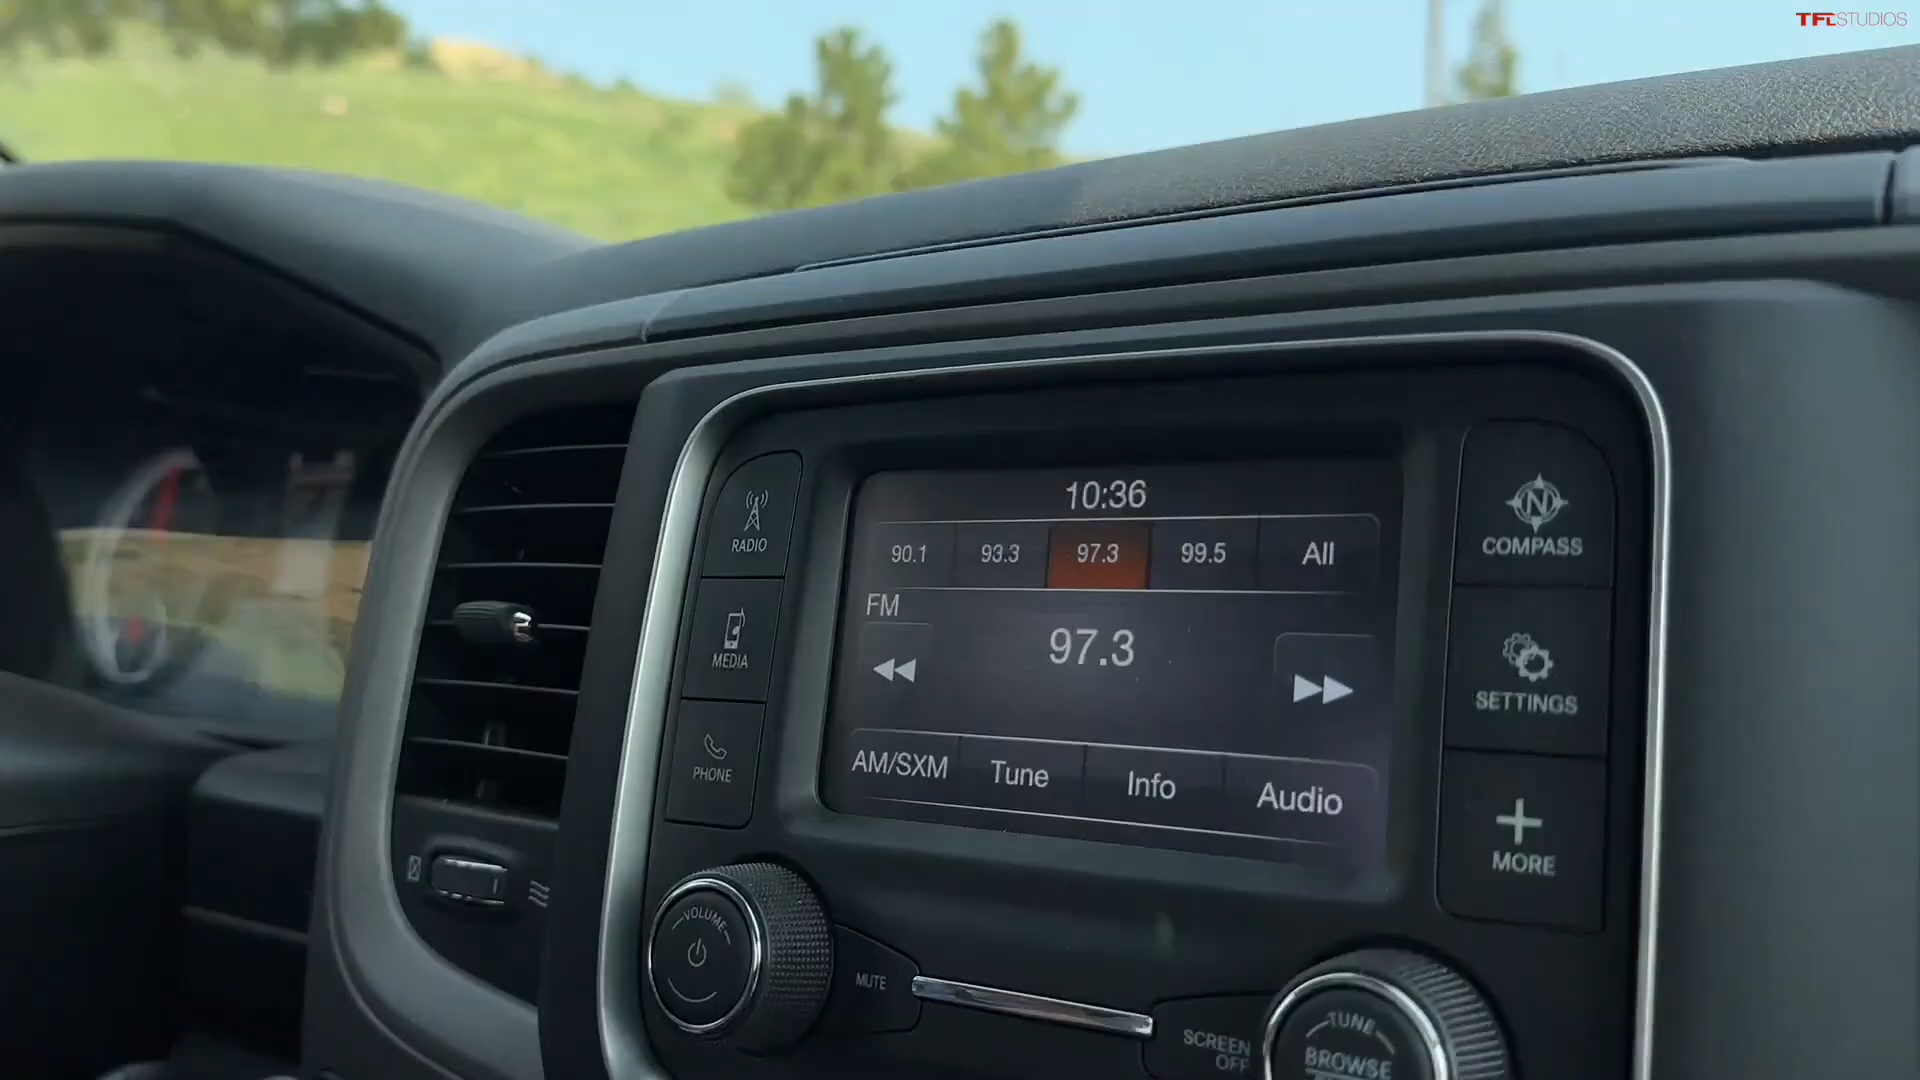 TFLSTUDIOS
10:36
90.1 93.3 97.3 99.5 All
FM
97.3
AM/SXM Tune Info Audio
RADIO
MEDIA
PHONE
N
COMPASS
SETTINGS
MORE
VOLUME
MUTE
SCREEN
OFF
TUNE
BROWSE